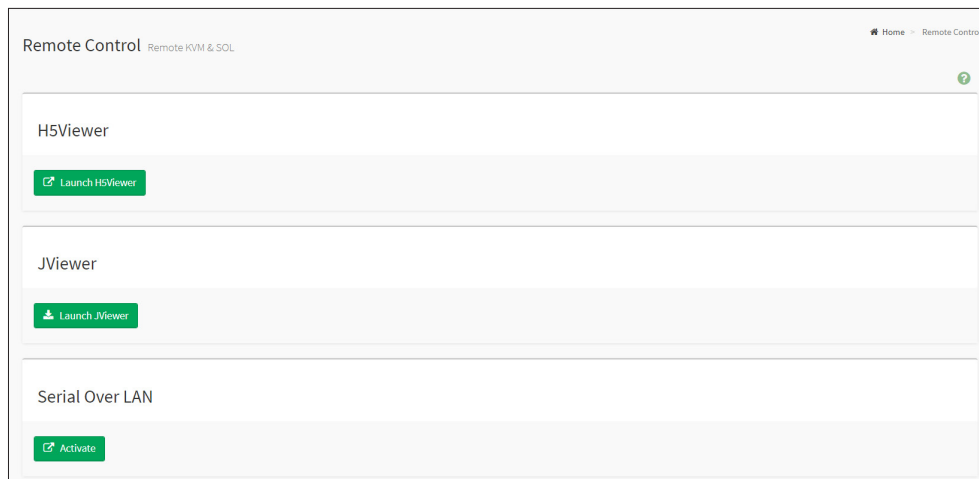 Remote Control Remote KVM & SOL
Home > Remote Contro
H5Viewer
Launch H5Viewer
JViewer
Launch JViewer
Serial Over LAN
Activate